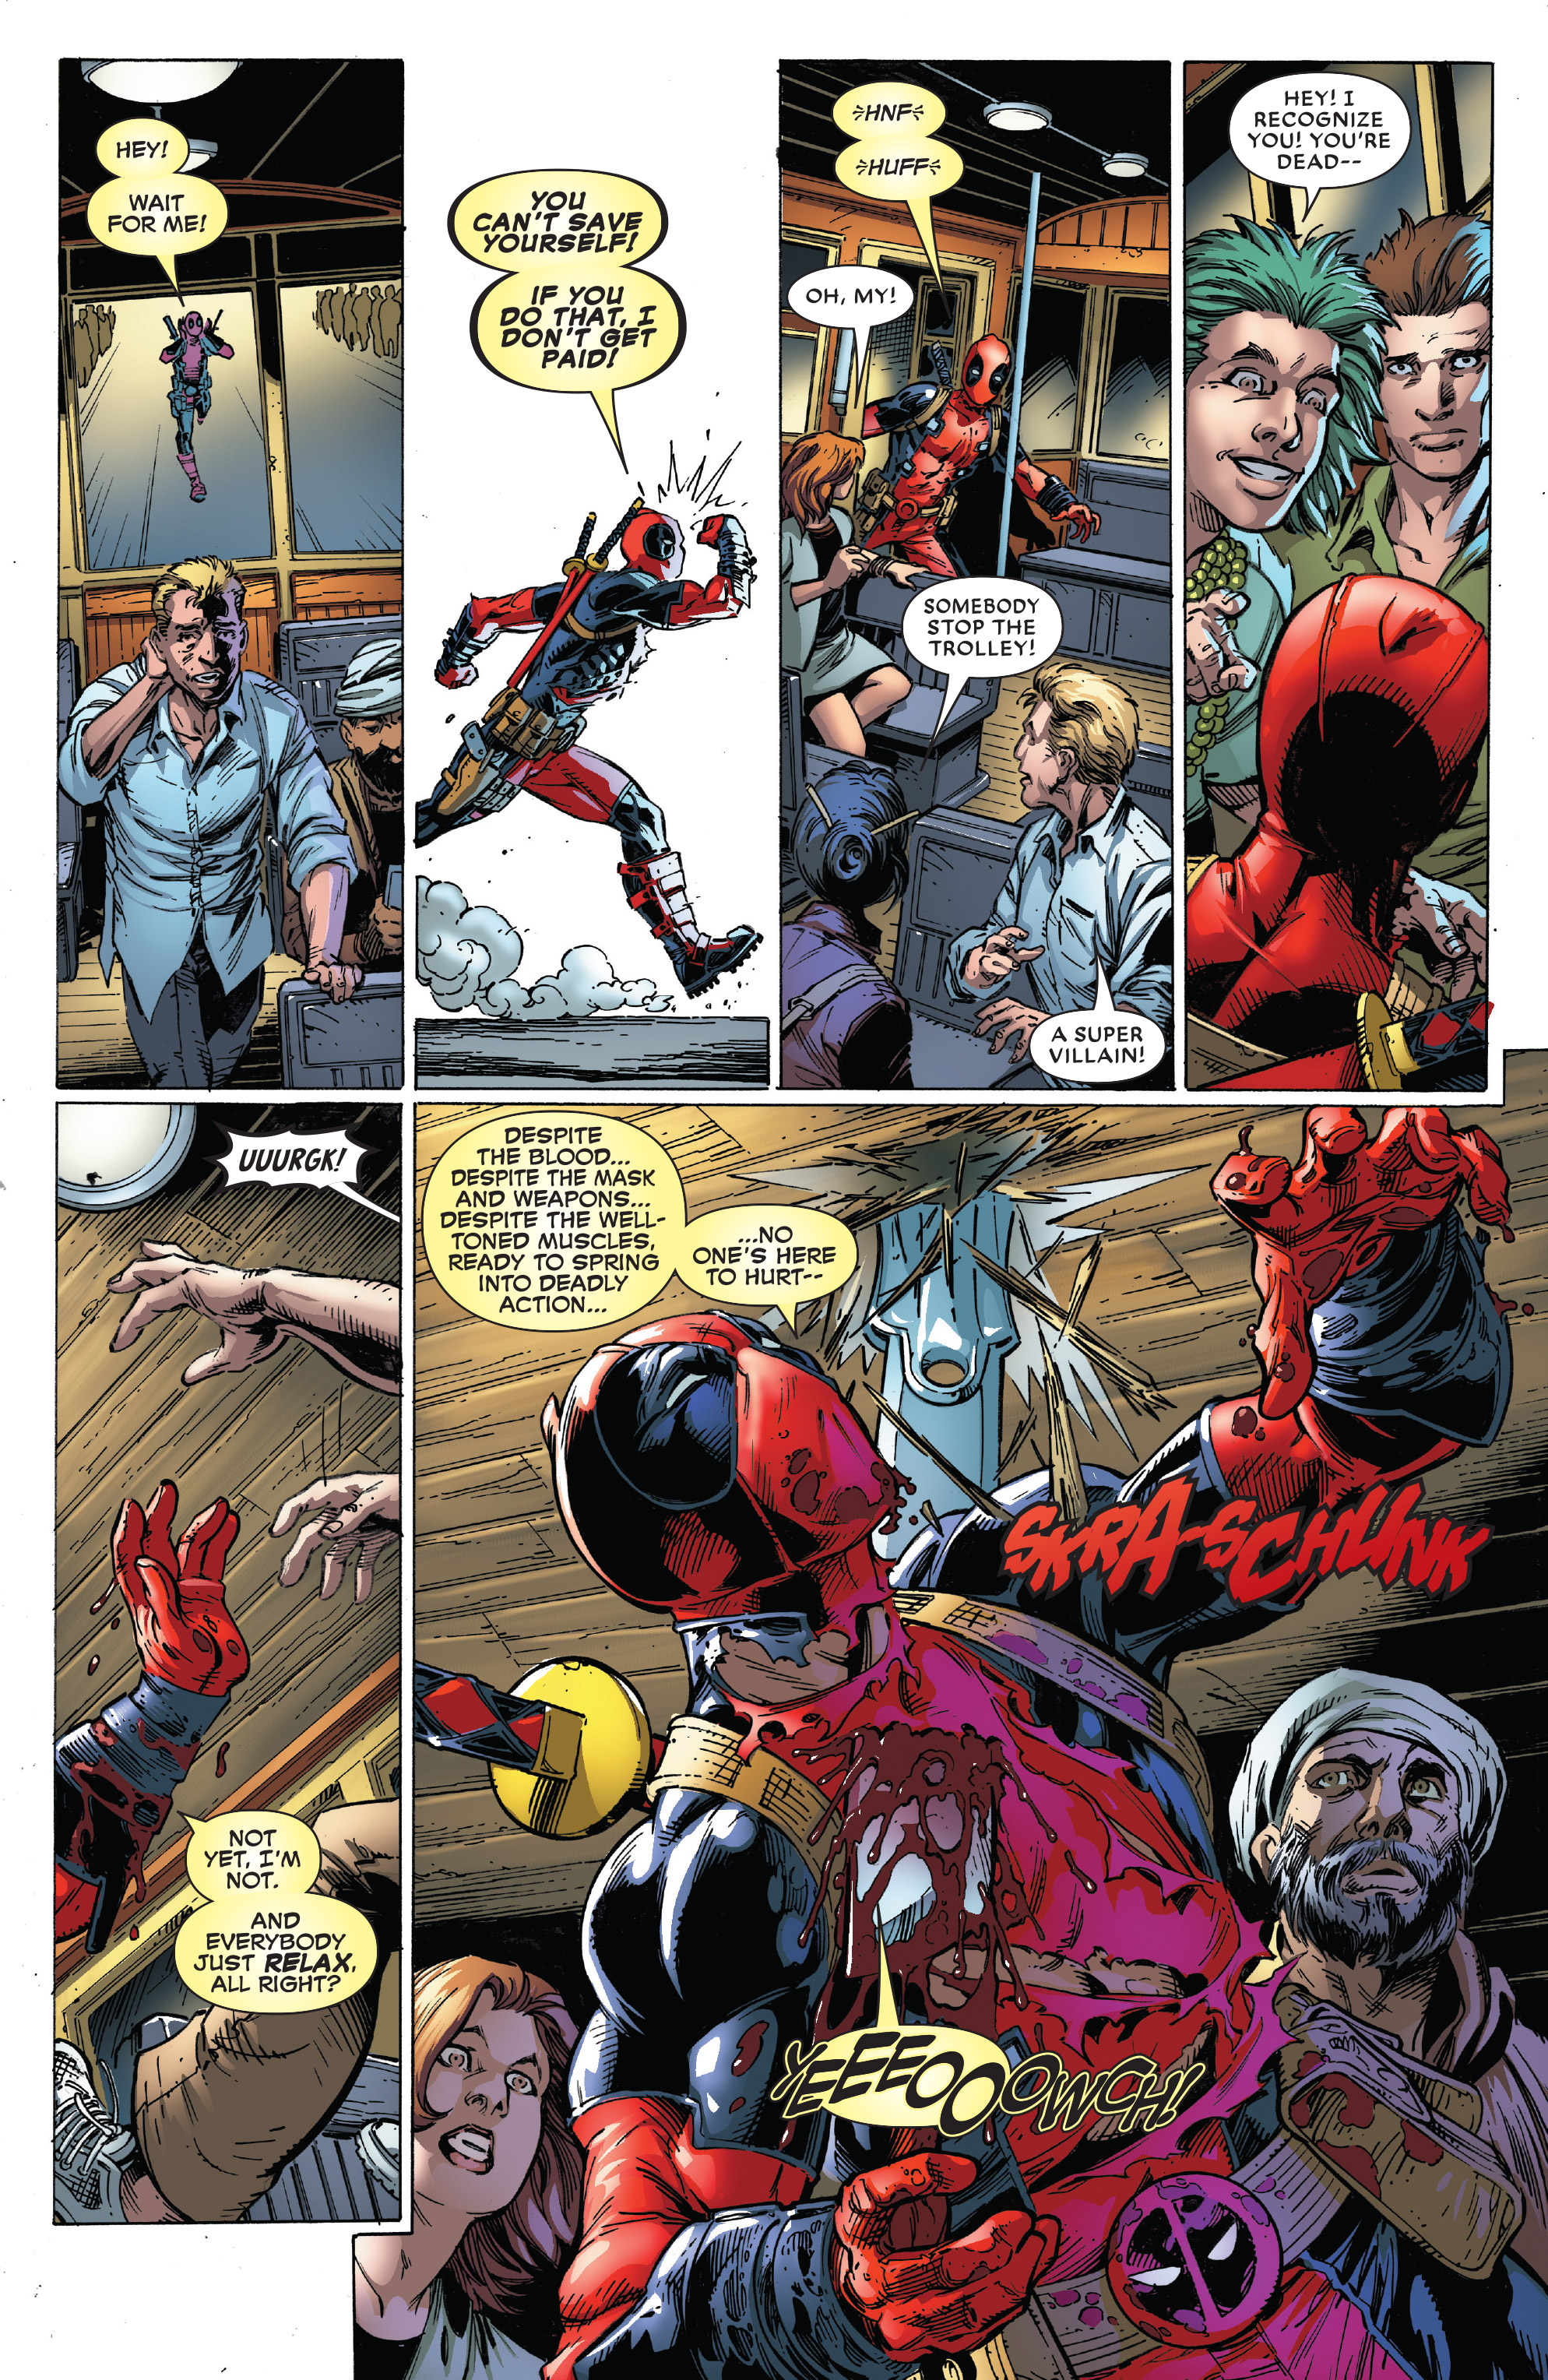 HEY!
WAIT
FOR ME!
YOU
CAN'T SAVE
YOURSELF!
IF YOU
DO THAT, I
DON'T GET
PAID!
HNF
HUFF
OH, MY!
SOMEBODY
STOP THE
TROLLEY!
A SUPER
VILLAIN!
HEY! I
RECOGNIZE
YOU! YOU'RE
DEAD--
UUURGK!
NOT
YET, I'M
NOT.
AND
EVERYBODY
JUST RELAX,
ALL RIGHT?
DESPITE
THE BLOOD...
DESPITE THE MASK
AND WEAPONS...
DESPITE THE WELL-
TONED MUSCLES,
READY TO SPRING
INTO DEADLY
ACTION...
...NO
ONE'S HERE
TO HURT--
SKRA-SCHUNK
YEEEEOOOOWCH!